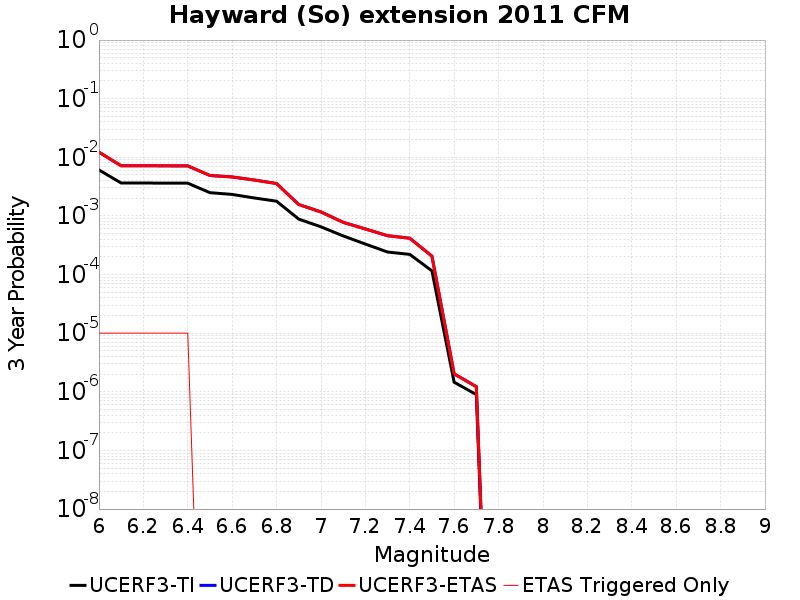 Hayward (So) extension 2011 CFM
10^0
10^-1
10^-2
10^-3
10^-4
10^-5
10^-6
10^-7
10^-8
3 Year Probability
6 6.2 6.4 6.6 6.8 7 7.2 7.4 7.6 7.8 8 8.2 8.4 8.6 8.8 9
Magnitude
UCERF3-TI UCERF3-TD UCERF3-ETAS ETAS Triggered Only